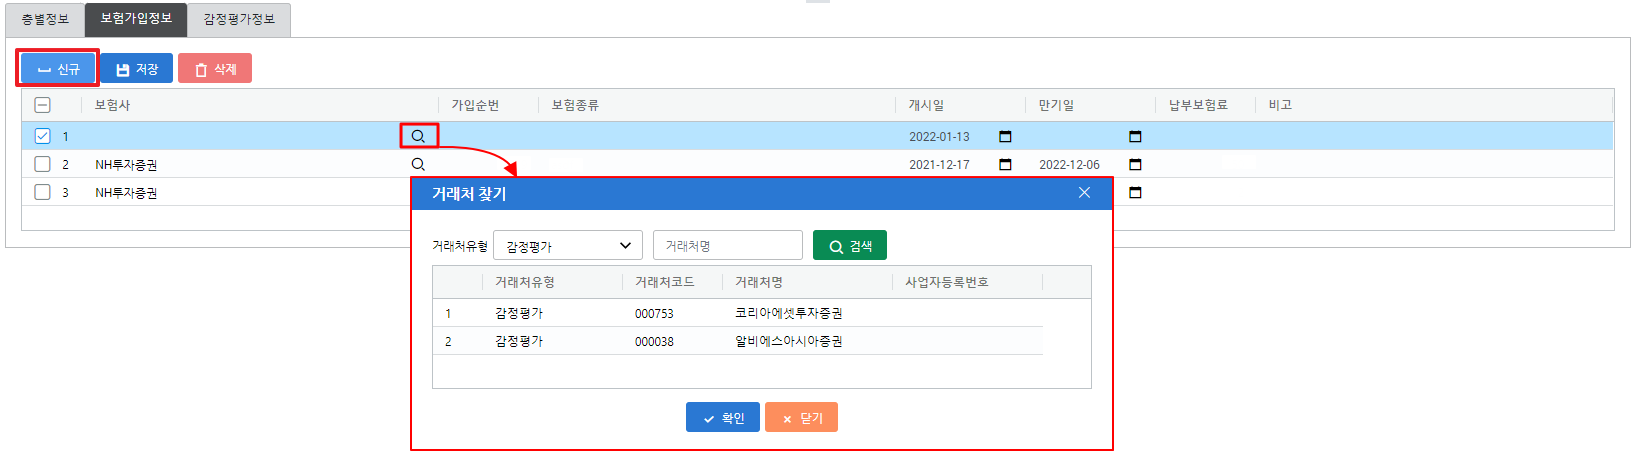 층별정보 보험가입정보 감정평가정보
신규 저장 삭제
보험사 가입순번 보험종류 개시일 만기일 납부보험료 비고
1 2022-01-13
2 NH투자증권 2021-12-17 2022-12-06
3 NH투자증권
거래처 찾기
거래처유형 감정평가 거래처명 검색
거래처유형 거래처코드 거래처명 사업자등록번호
1 감정평가 000753 코리아에셋투자증권
2 감정평가 000038 알비에스아시아증권
확인 닫기